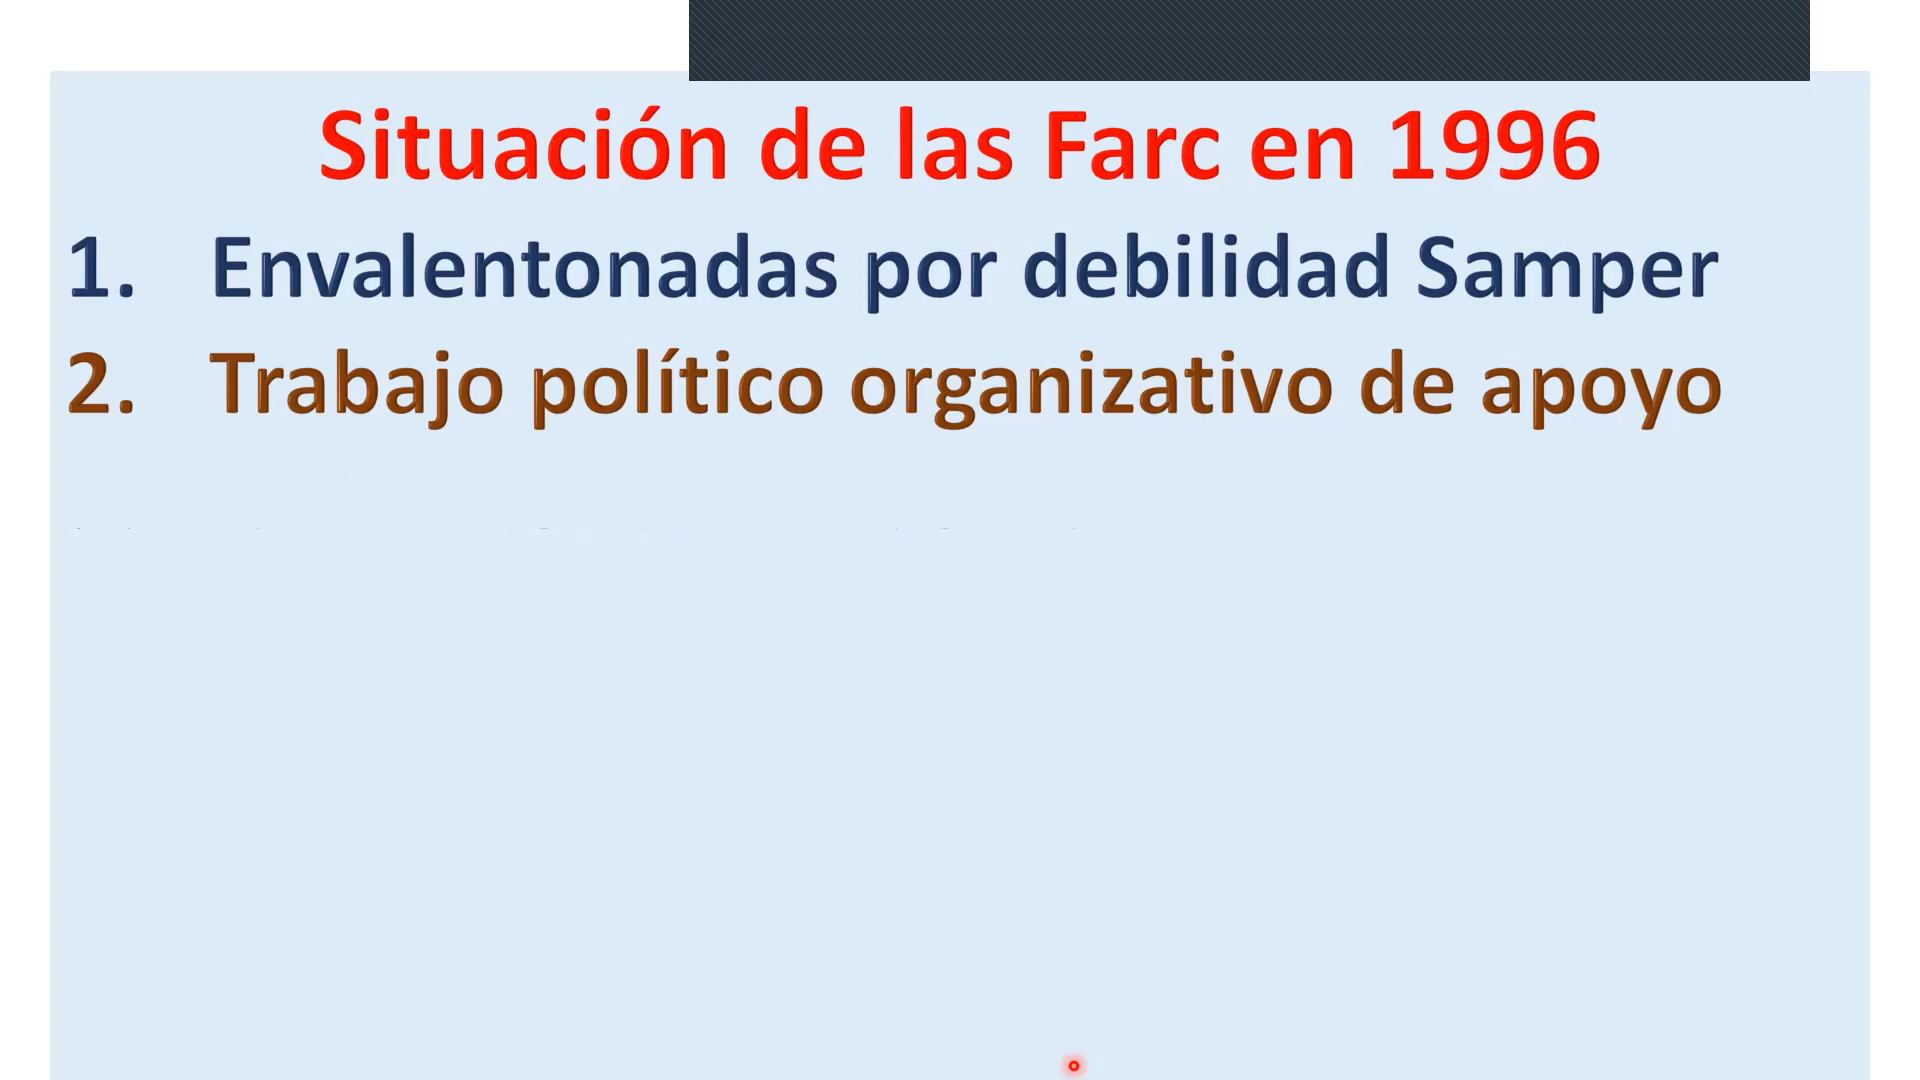 Situación de las Farc en 1996
1. Envalentonadas por debilidad Samper
2. Trabajo político organizativo de apoyo